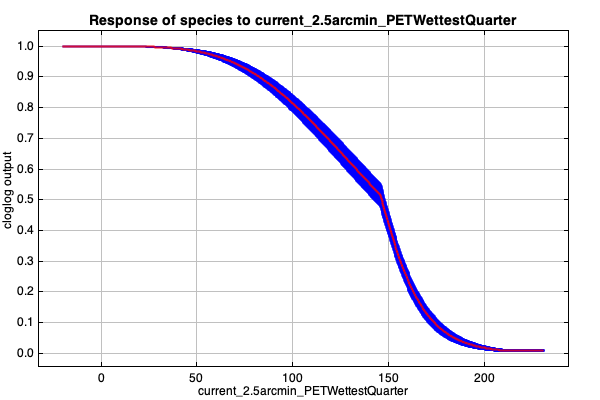 Response of species to current_2.5arcmin_PETWettestQuarter
1.0
0.9
0.8
0.7
0.6
0.5
0.4
0.3
0.2
0.1
0.0
cloglog output
0 50 100 150 200
current_2.5arcmin_PETWettestQuarter